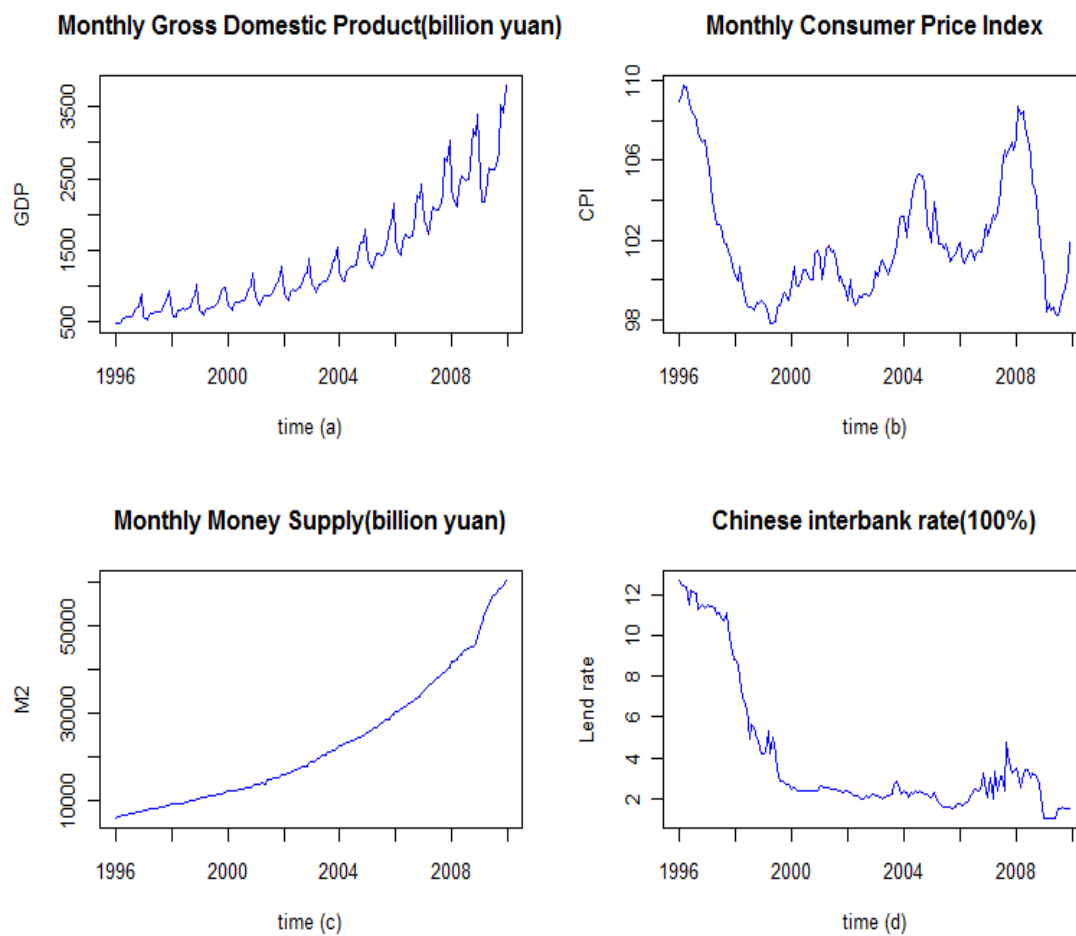 Monthly Gross Domestic Product(billion yuan)
GDP
3500
2500
1500
500
1996
2000
2004
2008
time (a)
Monthly Consumer Price Index
CPI
110
106
102
98
1996
2000
2004
2008
time (b)
Monthly Money Supply(billion yuan)
M2
50000
30000
10000
1996
2000
2004
2008
time (c)
Chinese interbank rate(100%)
Lend rate
12
10
8
6
4
2
1996
2000
2004
2008
time (d)